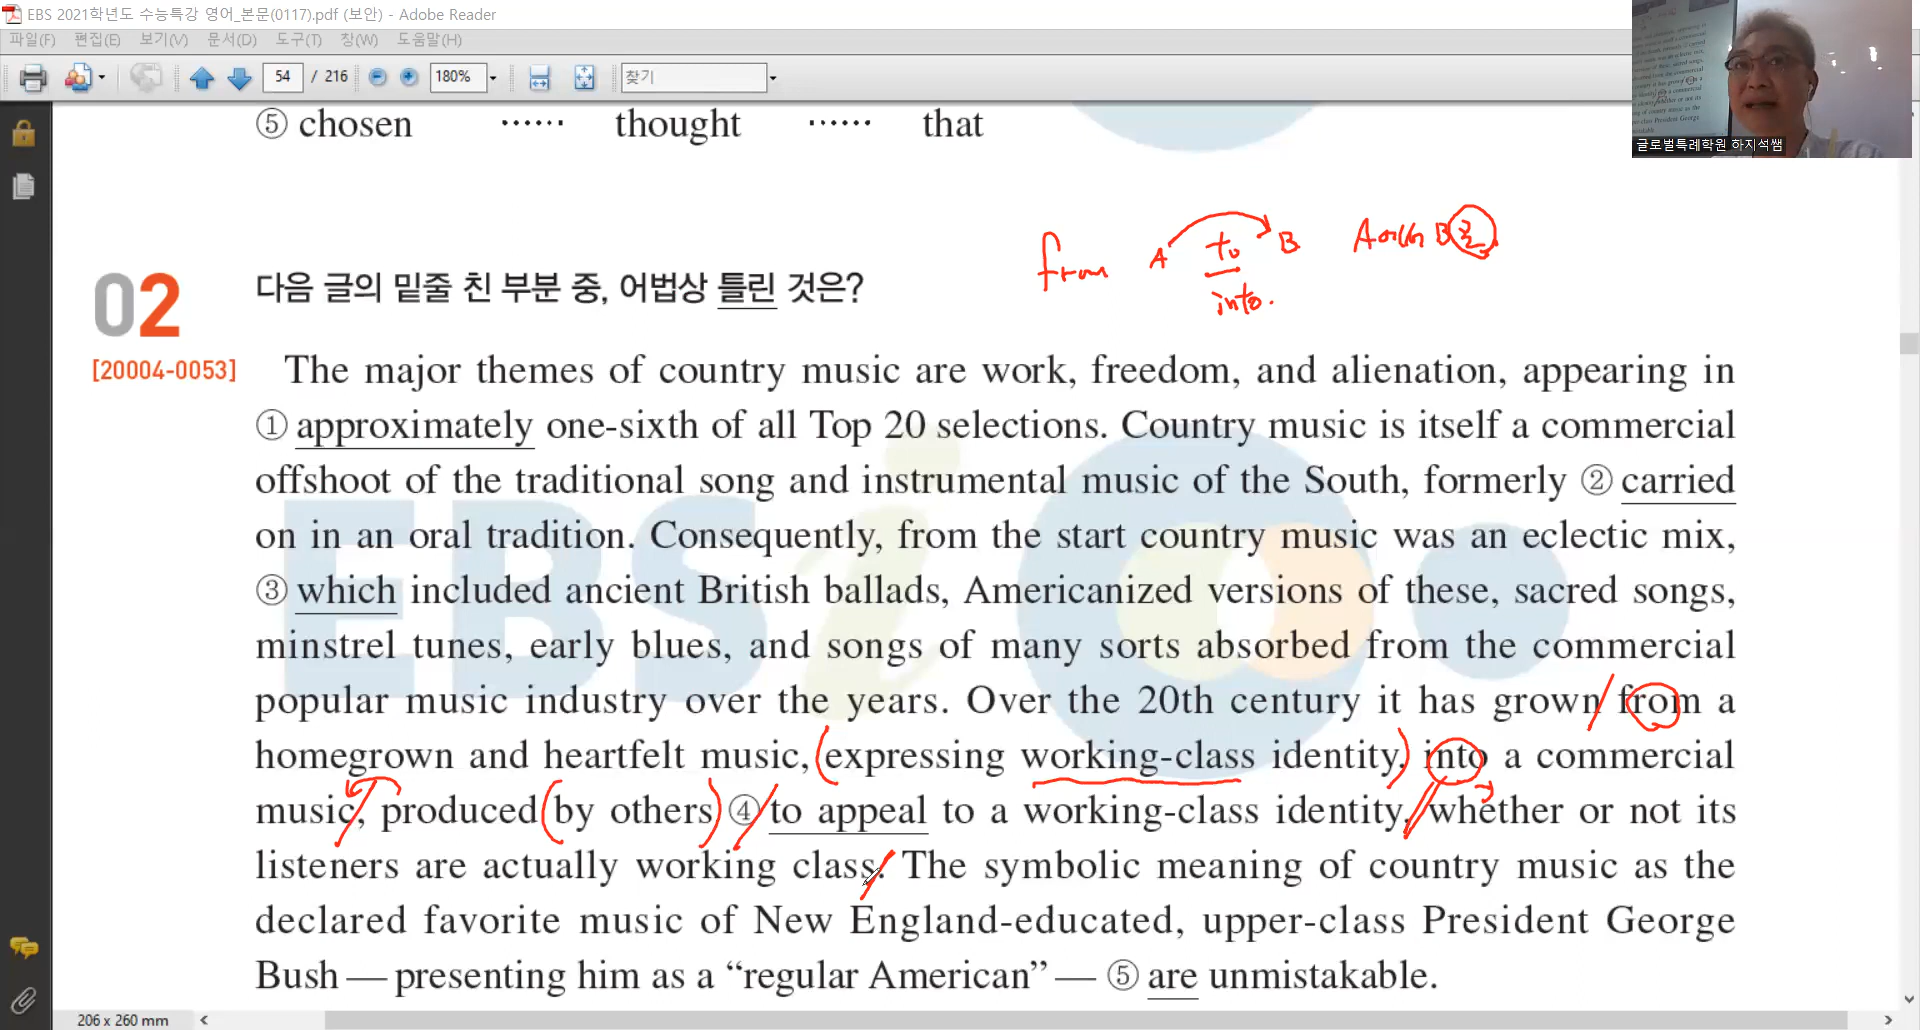 EBS 2021학년도 수능특강 영어_본문(0117).pdf (보안) - Adobe Reader
파일(F) 편집(E) 보기(V) 문서(D) 도구(T) 창(W) 도움말(H)
54 / 216 180% 찾기
글로벌특례학원 하지석쌤
⑤ chosen ······ thought ······ that
from A to B
into.
02
다음 글의 밑줄 친 부분 중, 어법상 틀린 것은?
[20004-0053]
The major themes of country music are work, freedom, and alienation, appearing in
① approximately one-sixth of all Top 20 selections. Country music is itself a commercial
offshoot of the traditional song and instrumental music of the South, formerly ② carried
on in an oral tradition. Consequently, from the start country music was an eclectic mix,
③ which included ancient British ballads, Americanized versions of these, sacred songs,
minstrel tunes, early blues, and songs of many sorts absorbed from the commercial
popular music industry over the years. Over the 20th century it has grown from a
homegrown and heartfelt music, expressing working-class identity, into a commercial
music, produced by others ④ to appeal to a working-class identity, whether or not its
listeners are actually working class. The symbolic meaning of country music as the
declared favorite music of New England-educated, upper-class President George
Bush — presenting him as a “regular American” — ⑤ are unmistakable.
EBSi
206 x 260 mm